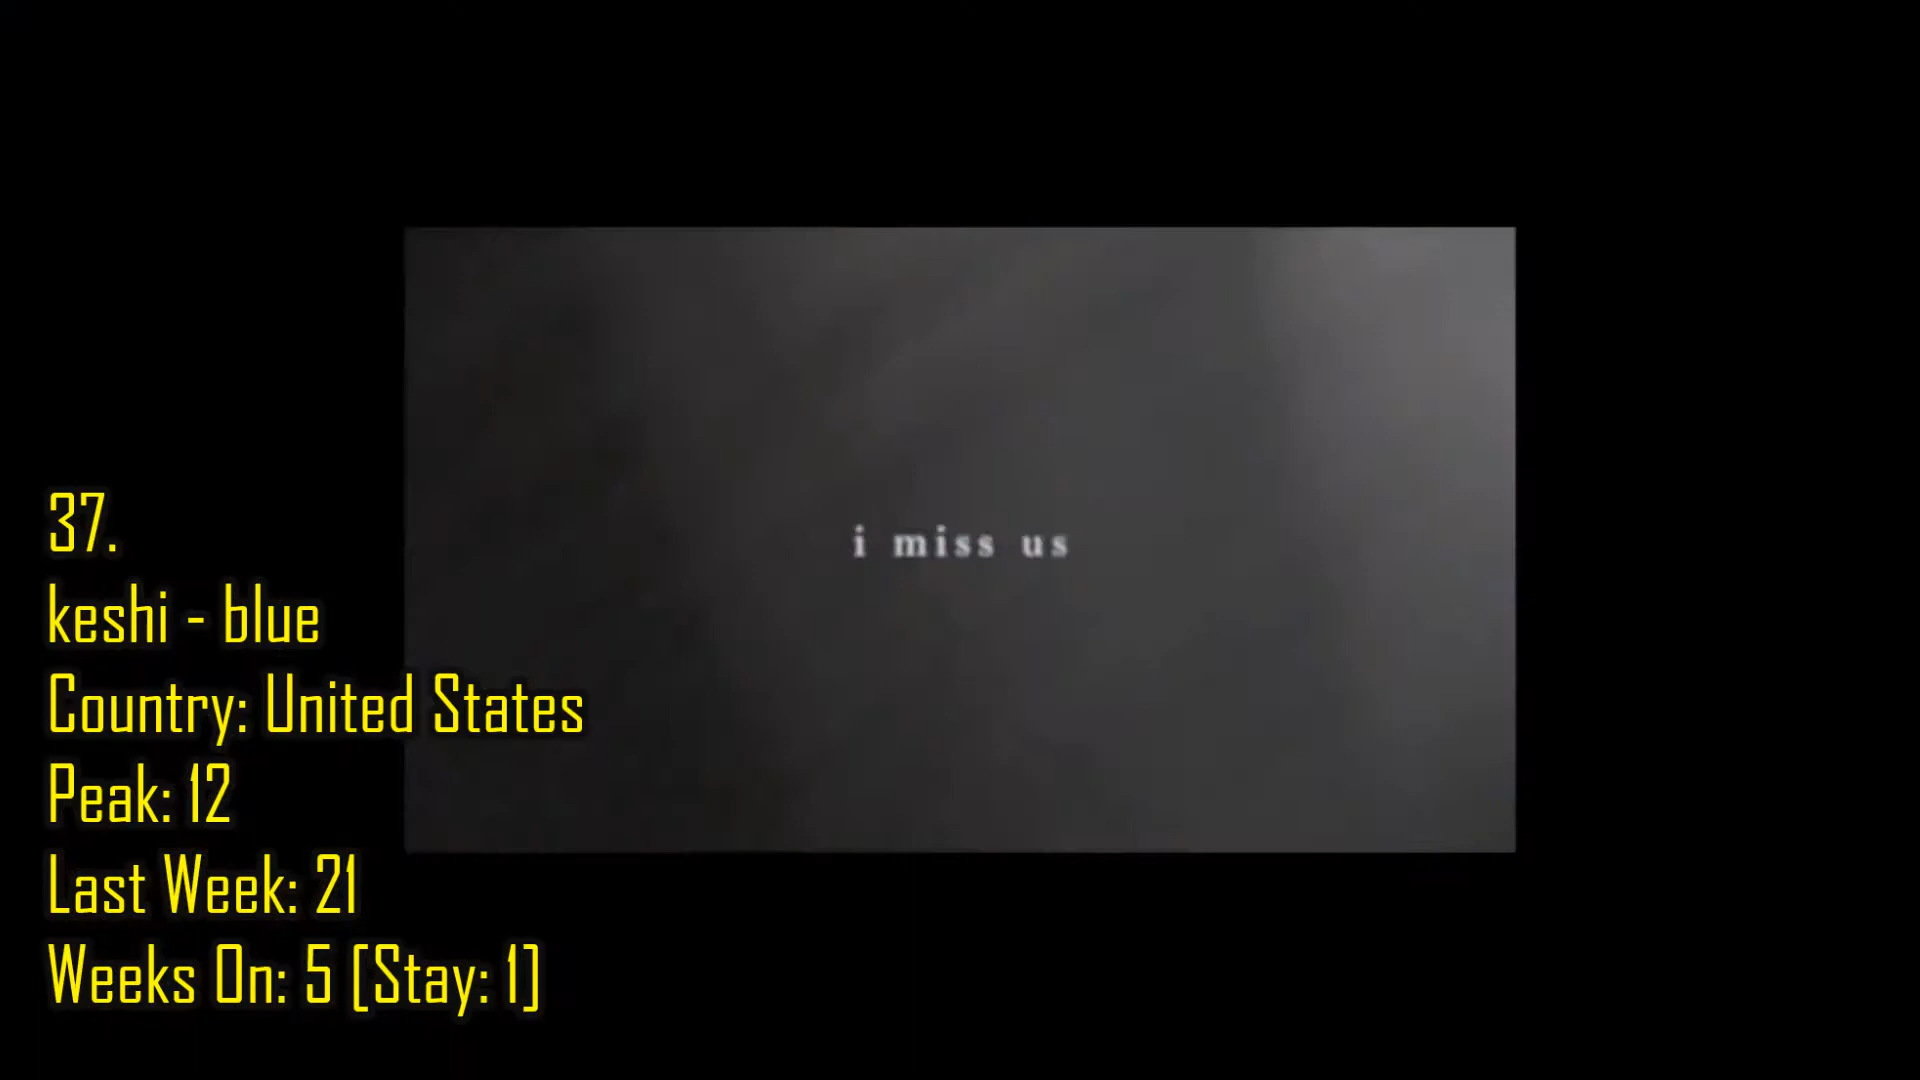 i miss us
37.
keshi - blue
Country: United States
Peak: 12
Last Week: 21
Weeks On: 5 [Stay: 1]